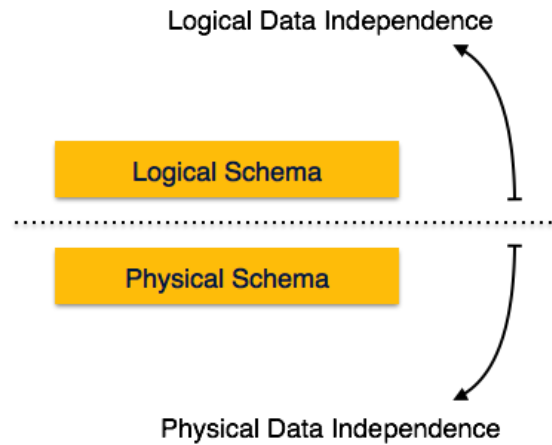 Logical Data Independence
Logical Schema
Physical Schema
Physical Data Independence